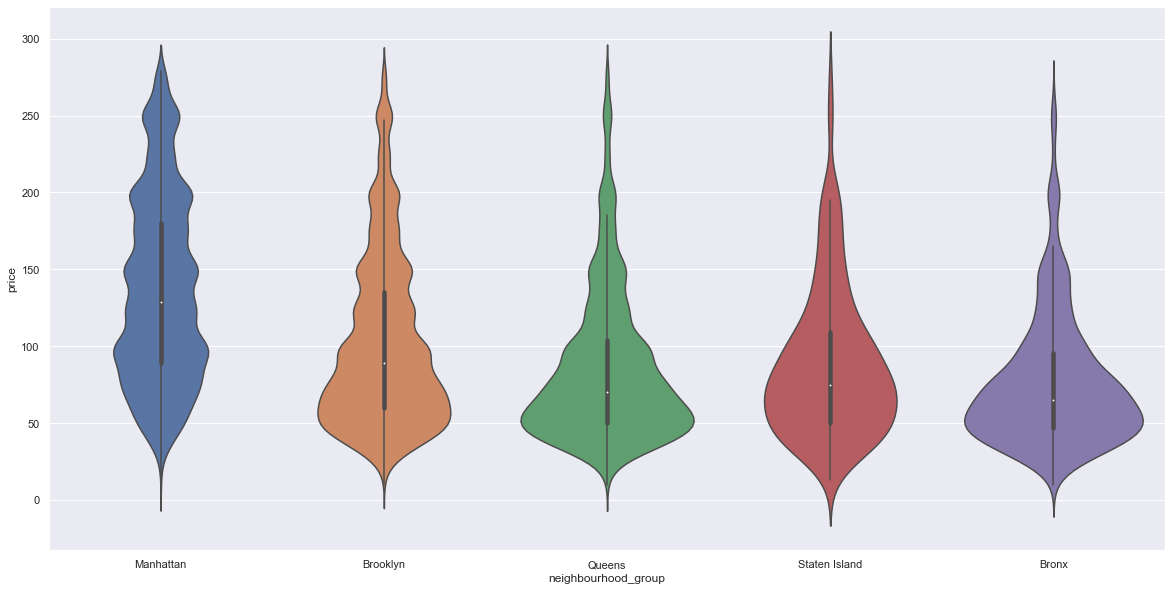 300
250
200
150
100
50
0
price
Manhattan
Brooklyn
Queens
Staten Island
Bronx
neighbourhood_group